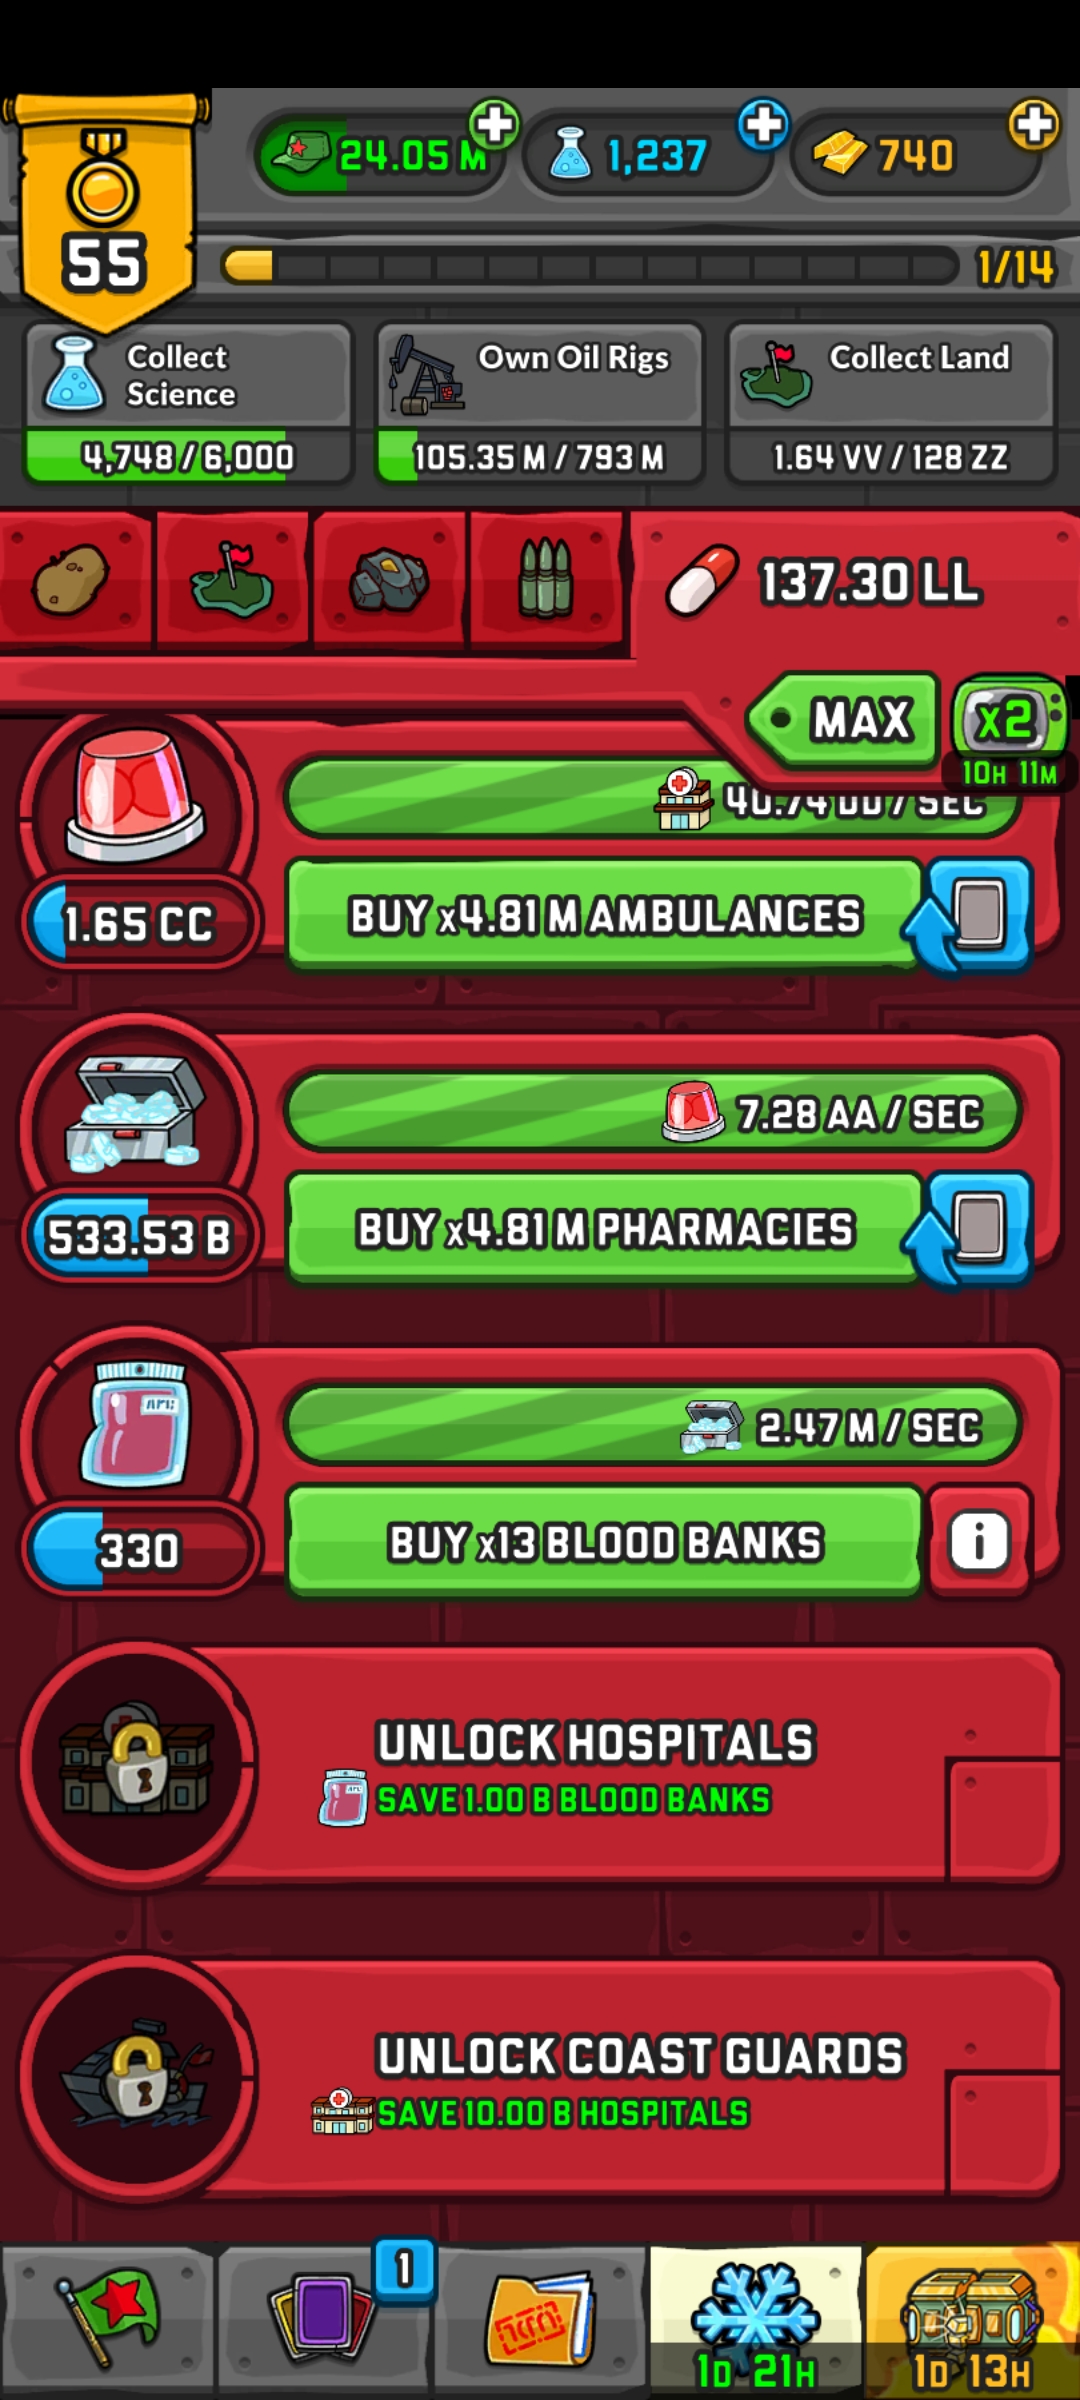 24.05 M
1,237
740
55
1/14
Collect
Science
4,748 / 6,000
Own Oil Rigs
105.35 M / 793 M
Collect Land
1.64 VV / 128 ZZ
137.30 LL
MAX
x2
10H 11M
/ SEC
1.65 CC
BUY x4.81 M AMBULANCES
7.28 AA / SEC
533.53 B
BUY x4.81 M PHARMACIES
2.47 M / SEC
330
BUY x13 BLOOD BANKS
i
UNLOCK HOSPITALS
SAVE 1.00 B BLOOD BANKS
UNLOCK COAST GUARDS
SAVE 10.00 B HOSPITALS
1
1D 21H
1D 13H